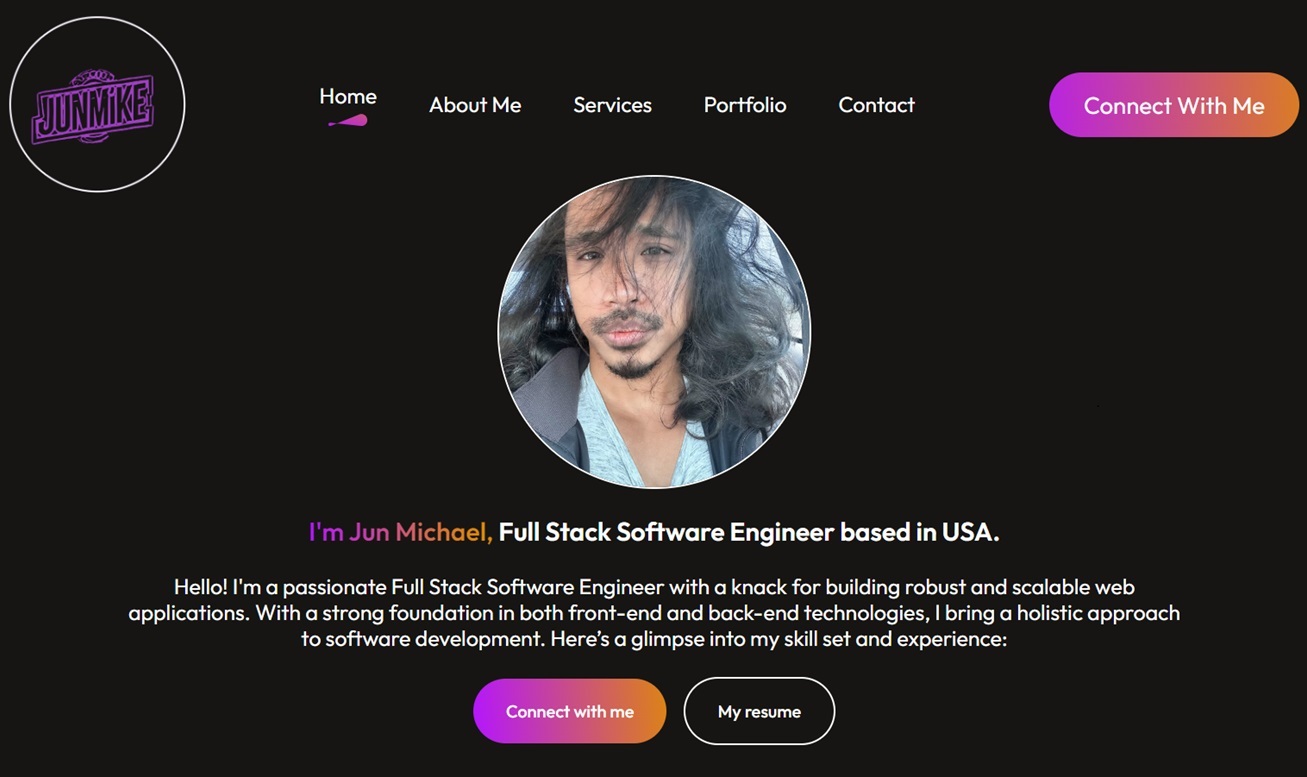 JUNMIKE
Home
About Me
Services
Portfolio
Contact
Connect With Me
I'm Jun Michael, Full Stack Software Engineer based in USA.
Hello! I'm a passionate Full Stack Software Engineer with a knack for building robust and scalable web
applications. With a strong foundation in both front-end and back-end technologies, I bring a holistic approach
to software development. Here’s a glimpse into my skill set and experience:
Connect with me
My resume